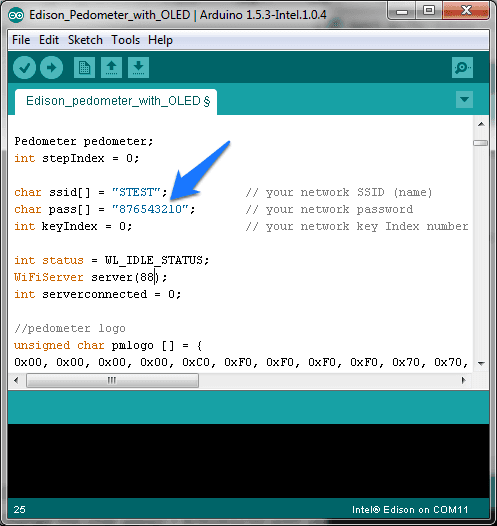 Edison_Pedometer_with_OLED | Arduino 1.5.3-Intel.1.0.4
File Edit Sketch Tools Help
Edison_pedometer_with_OLED §
Pedometer pedometer;
int stepIndex = 0;
char ssid[] = "STEST"; // your network SSID (name)
char pass[] = "876543210"; // your network password
int keyIndex = 0; // your network key Index number
int status = WL_IDLE_STATUS;
WiFiServer server(88);
int serverconnected = 0;
//pedometer logo
unsigned char pmlogo [] = {
0x00, 0x00, 0x00, 0x00, 0xC0, 0xF0, 0xF0, 0xF0, 0xF0, 0x70, 0x70,
25 Intel® Edison on COM11